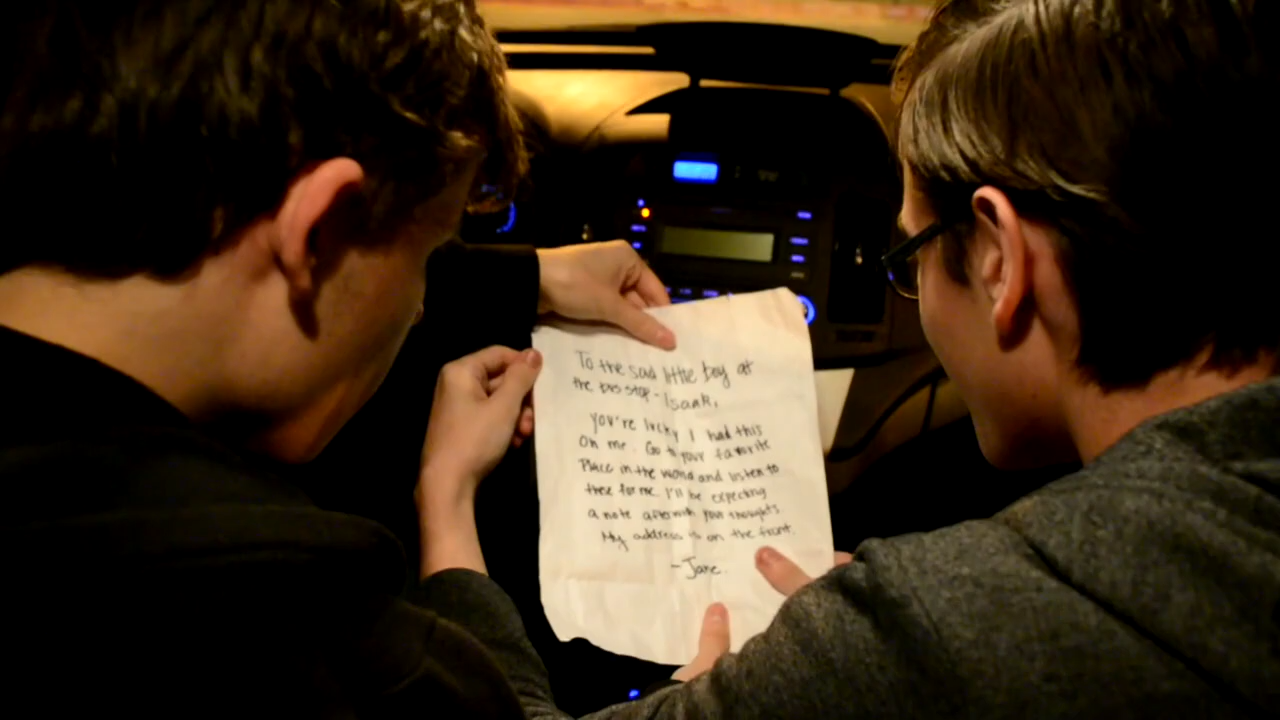 To the sad little boy at
the bus stop - Isaak,
You're lucky I had this
on me. Go to your favorite
Place in the world and listen to
these for me. I'll be expecting
a note after with your thoughts.
My address is on the front.
- Jane